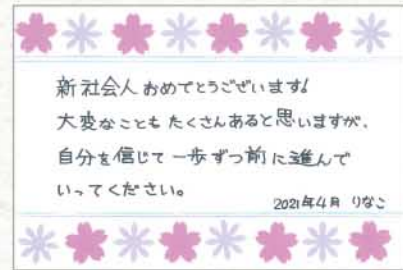 新社会人おめでとうございます!
大変なこともたくさんあると思いますが、
自分を信じて一歩ずつ前に進んで
いってください。
2021年4月 りなこ